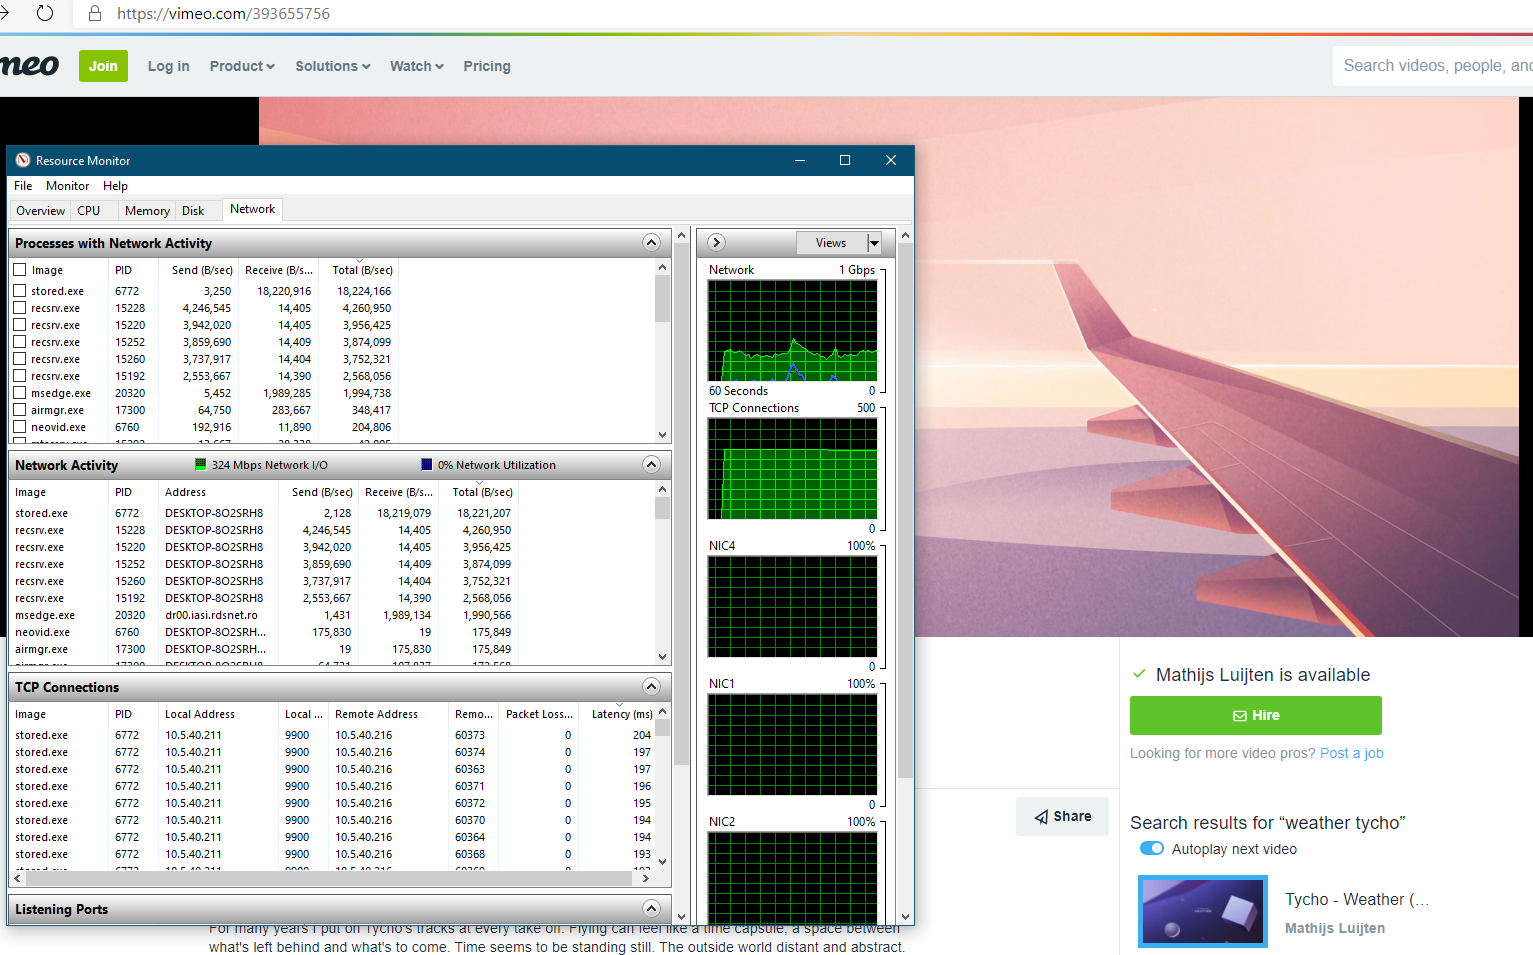 https://vimeo.com/393655756
meo Join Log in Product Solutions Watch Pricing Search videos, people, and
Resource Monitor
File Monitor Help
Overview CPU Memory Disk Network
Processes with Network Activity
Image PID Send (B/sec) Receive (B/s... Total (B/sec)
stored.exe 6772 3,250 18,220,916 18,224,166
recsrv.exe 15228 4,246,545 14,405 4,260,950
recsrv.exe 15220 3,942,020 14,405 3,956,425
recsrv.exe 15252 3,859,690 14,409 3,874,099
recsrv.exe 15260 3,737,917 14,404 3,752,321
recsrv.exe 15192 2,553,667 14,390 2,568,056
msedge.exe 20320 5,452 1,989,285 1,994,738
airmgr.exe 17300 64,750 283,667 348,417
neovid.exe 6760 192,916 11,890 204,806
Network Activity 324 Mbps Network I/O 0% Network Utilization
Image PID Address Send (B/sec) Receive (B/s... Total (B/sec)
stored.exe 6772 DESKTOP-8O2SRH8 2,128 18,219,079 18,221,207
recsrv.exe 15228 DESKTOP-8O2SRH8 4,246,545 14,405 4,260,950
recsrv.exe 15220 DESKTOP-8O2SRH8 3,942,020 14,405 3,956,425
recsrv.exe 15252 DESKTOP-8O2SRH8 3,859,690 14,409 3,874,099
recsrv.exe 15260 DESKTOP-8O2SRH8 3,737,917 14,404 3,752,321
recsrv.exe 15192 DESKTOP-8O2SRH8 2,553,667 14,390 2,568,056
msedge.exe 20320 dr00.iasi.rdsnet.ro 1,431 1,989,134 1,990,566
neovid.exe 6760 DESKTOP-8O2SRH... 175,830 19 175,849
airmgr.exe 17300 DESKTOP-8O2SRH... 19 175,830 175,849
TCP Connections
Image PID Local Address Local ... Remote Address Remo... Packet Loss... Latency (ms)
stored.exe 6772 10.5.40.211 9900 10.5.40.216 60373 0 204
stored.exe 6772 10.5.40.211 9900 10.5.40.216 60374 0 197
stored.exe 6772 10.5.40.211 9900 10.5.40.216 60363 0 197
stored.exe 6772 10.5.40.211 9900 10.5.40.216 60371 0 196
stored.exe 6772 10.5.40.211 9900 10.5.40.216 60372 0 195
stored.exe 6772 10.5.40.211 9900 10.5.40.216 60370 0 194
stored.exe 6772 10.5.40.211 9900 10.5.40.216 60364 0 194
stored.exe 6772 10.5.40.211 9900 10.5.40.216 60368 0 193
Listening Ports
Views
Network 1 Gbps
60 Seconds 0
TCP Connections 500
0
NIC4 100%
0
NIC1 100%
0
NIC2 100%
Mathijs Luijten is available
Hire
Looking for more video pros? Post a job
Share
Search results for “weather tycho”
Autoplay next video
Tycho - Weather (...
Mathijs Luijten
For many years I put on Tycho's tracks at every take off. Flying can feel like a time capsule, a space between
what's left behind and what's to come. Time seems to be standing still. The outside world distant and abstract.